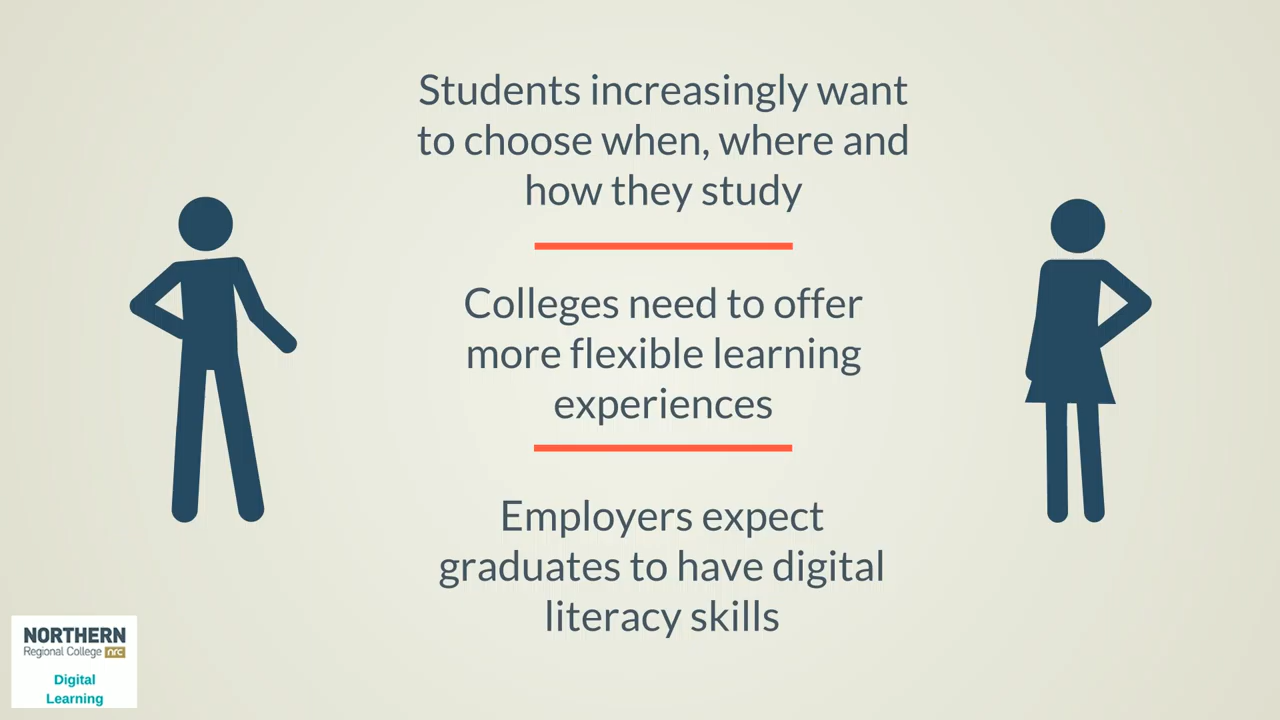 Students increasingly want
to choose when, where and
how they study
Colleges need to offer
more flexible learning
experiences
Employers expect
graduates to have digital
literacy skills
NORTHERN
Regional College nrc
Digital
Learning